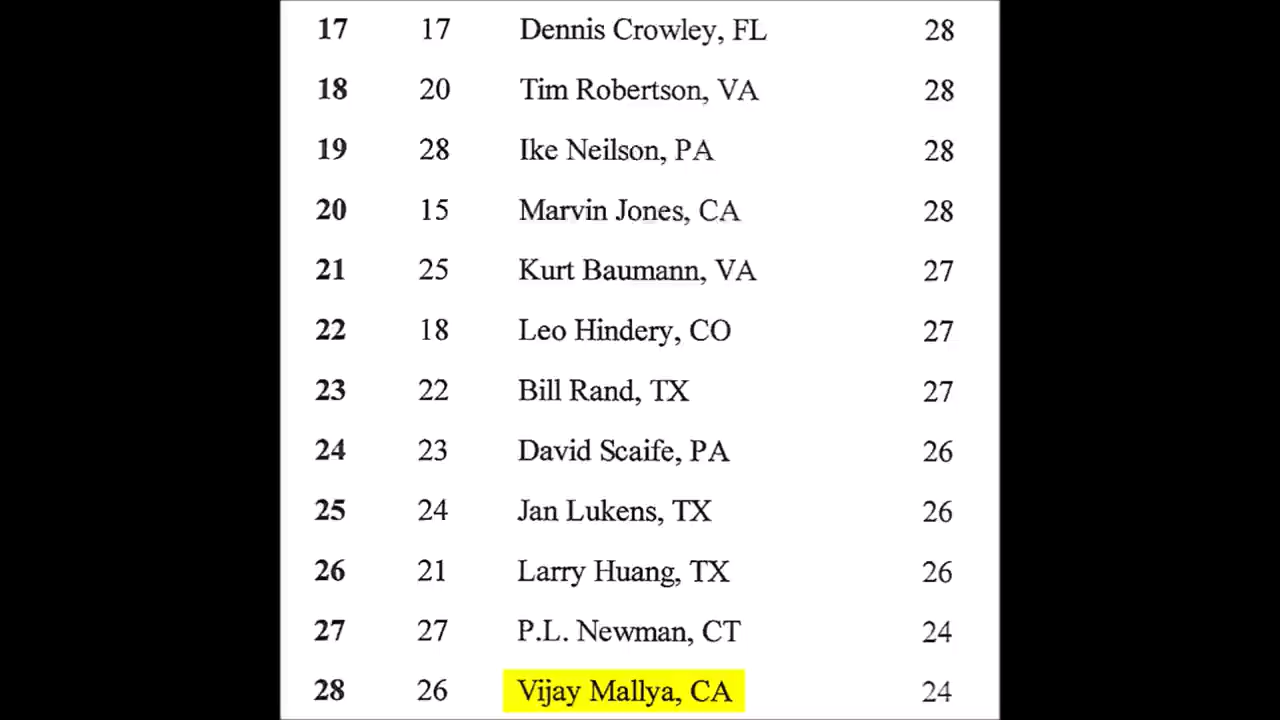 17 17 Dennis Crowley, FL 28
18 20 Tim Robertson, VA 28
19 28 Ike Neilson, PA 28
20 15 Marvin Jones, CA 28
21 25 Kurt Baumann, VA 27
22 18 Leo Hindery, CO 27
23 22 Bill Rand, TX 27
24 23 David Scaife, PA 26
25 24 Jan Lukens, TX 26
26 21 Larry Huang, TX 26
27 27 P.L. Newman, CT 24
28 26 Vijay Mallya, CA 24